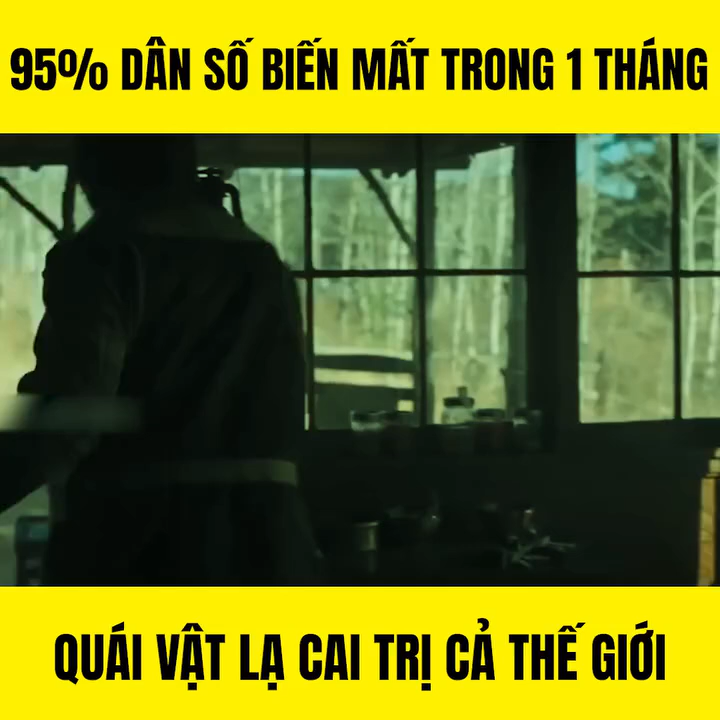 95% DÂN SỐ BIẾN MẤT TRONG 1 THÁNG
QUÁI VẬT LẠ CAI TRỊ CẢ THẾ GIỚI